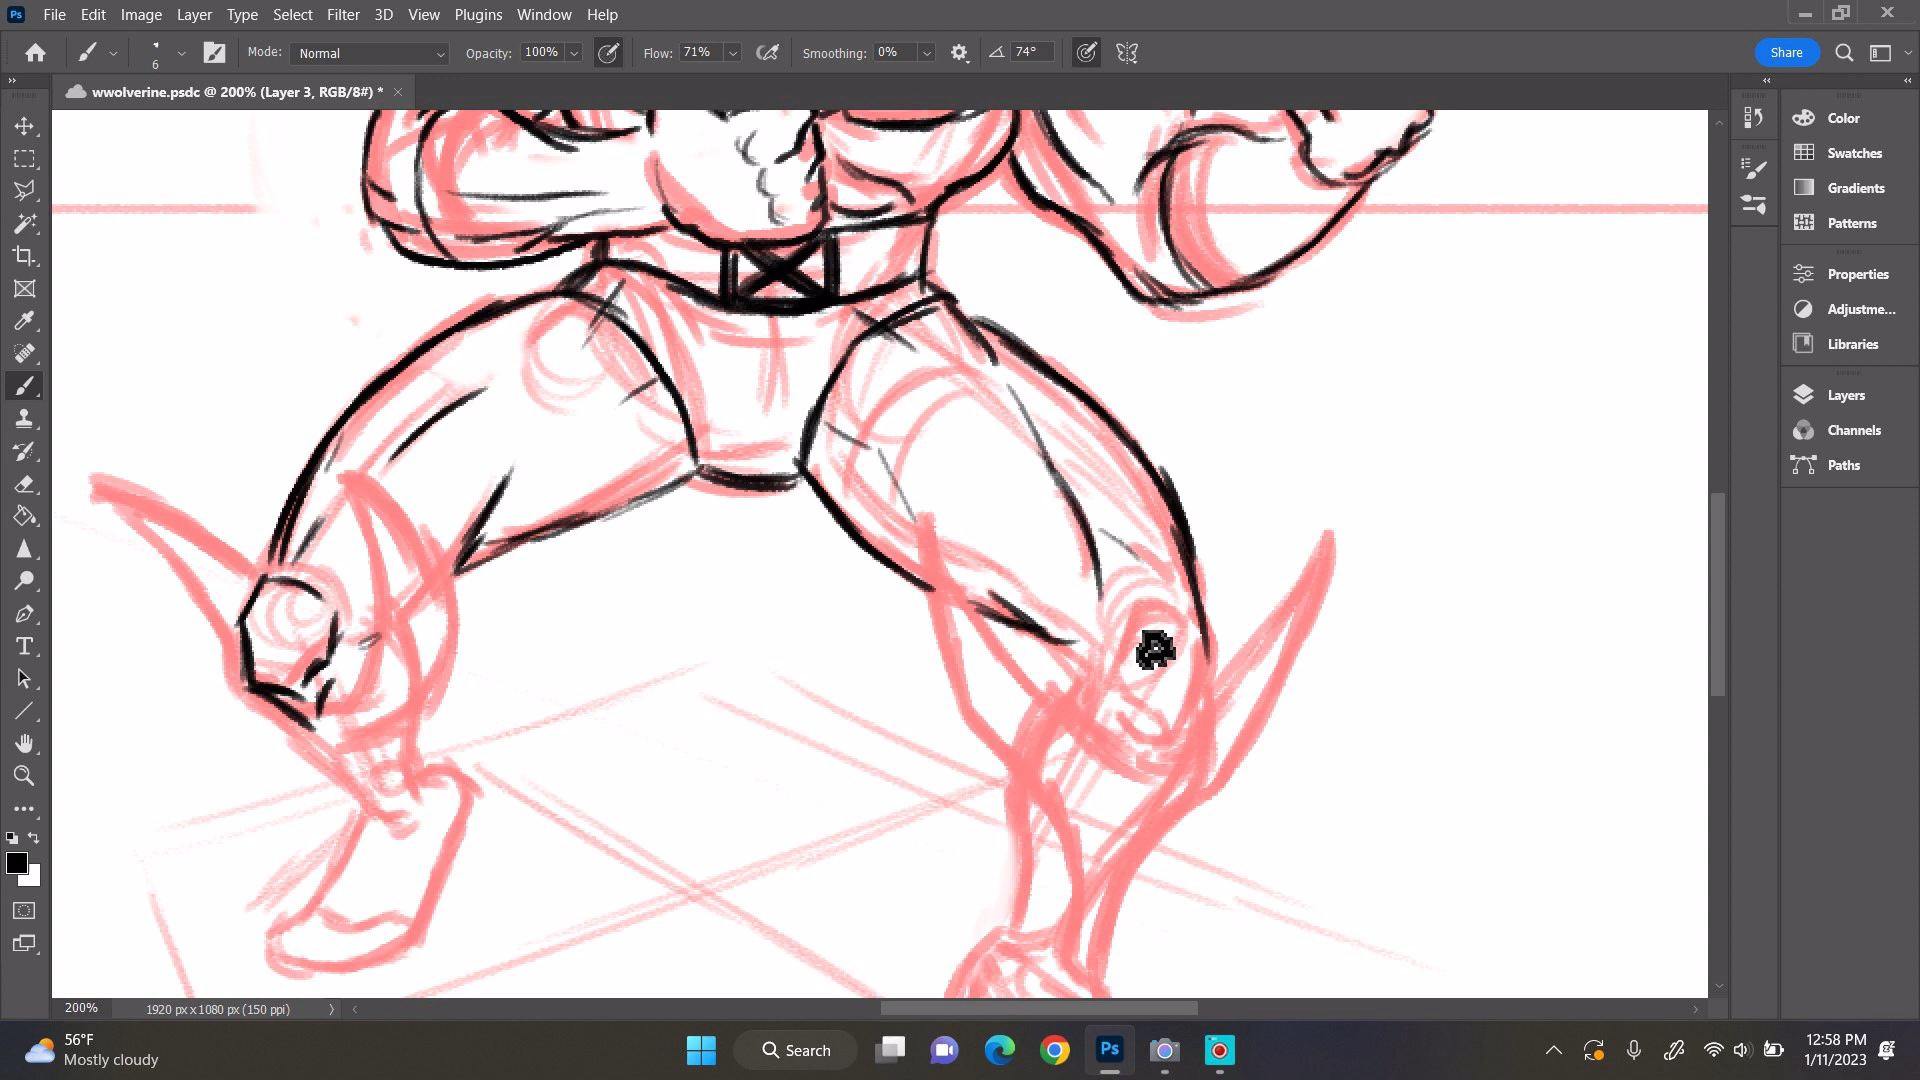 Ps File Edit Image Layer Type Select Filter 3D View Plugins Window Help
6 Mode: Normal Opacity: 100% Flow: 71% Smoothing: 0% 74° Share
wwolverine.psdc @ 200% (Layer 3, RGB/8#) *
Color
Swatches
Gradients
Patterns
Properties
Adjustme...
Libraries
Layers
Channels
Paths
200% 1920 px x 1080 px (150 ppi)
56°F
Mostly cloudy
Search
Ps
12:58 PM
1/11/2023